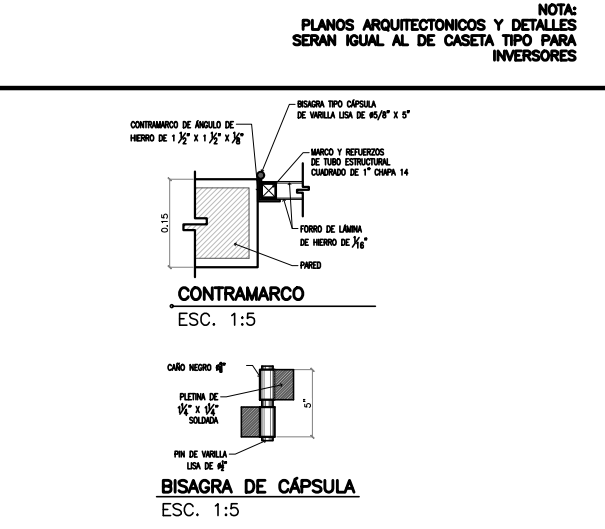 NOTA:
PLANOS ARQUITECTONICOS Y DETALLES
SERAN IGUAL AL DE CASETA TIPO PARA
INVERSORES
BISAGRA TIPO CÁPSULA
DE VARILLA LISA DE ø5/8" X 5"
CONTRAMARCO DE ÁNGULO DE
HIERRO DE 1 1/2" X 1 1/2" X 1/8"
MARCO Y REFUERZOS
DE TUBO ESTRUCTURAL
CUADRADO DE 1" CHAPA 14
0.15
FORRO DE LÁMINA
DE HIERRO DE 1/16"
PARED
CONTRAMARCO
ESC. 1:5
CAÑO NEGRO
PLETINA DE
1/4" X 1/4"
SOLDADA
5"
PIN DE VARILLA
LISA DE
BISAGRA DE CÁPSULA
ESC. 1:5